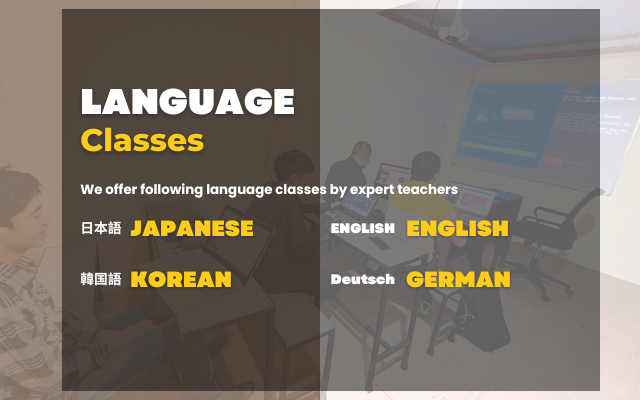 LANGUAGE
Classes
We offer following language classes by expert teachers
日本語 JAPANESE
ENGLISH ENGLISH
韓国語 KOREAN
Deutsch GERMAN